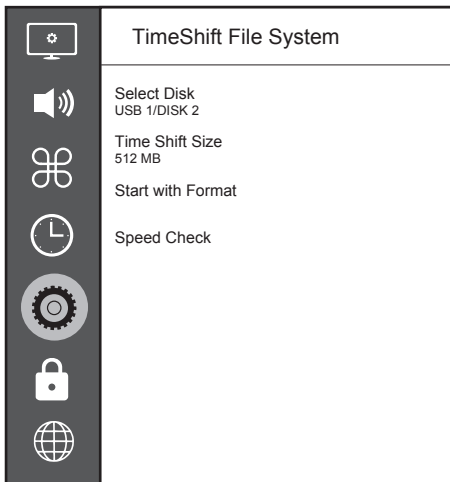 TimeShift File System
Select Disk
USB 1/DISK 2
Time Shift Size
512 MB
Start with Format
Speed Check